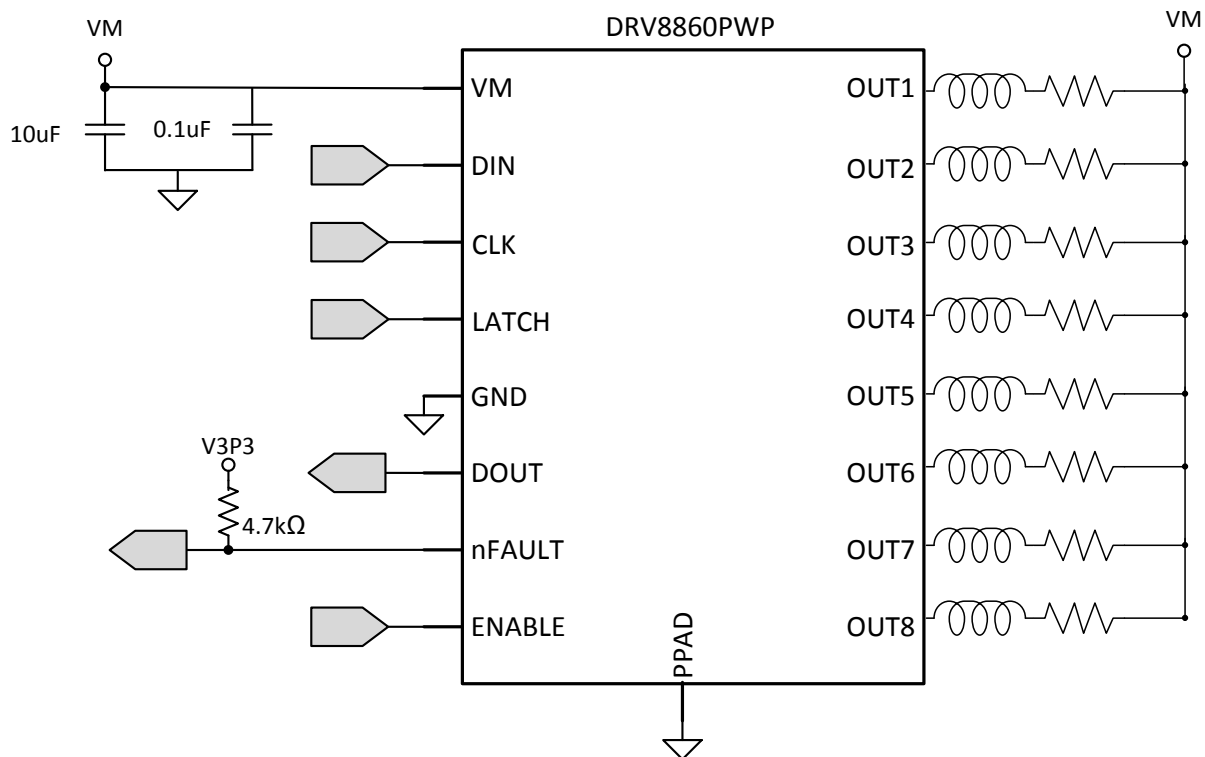 DRV8860PWP
VM
VM
VM
OUT1
10uF
0.1uF
DIN
OUT2
CLK
OUT3
LATCH
OUT4
GND
OUT5
V3P3
DOUT
OUT6
4.7kΩ
nFAULT
OUT7
ENABLE
OUT8
PPAD